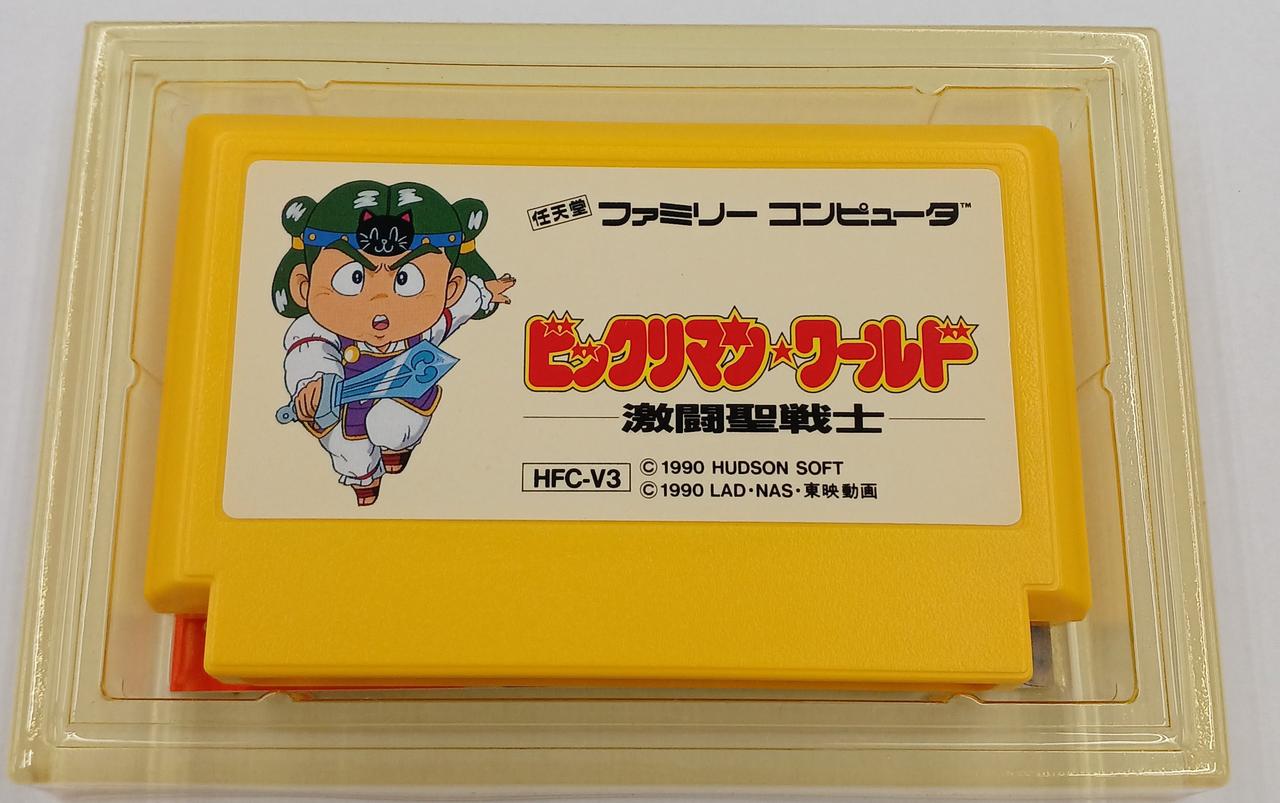 任天堂 ファミリー コンピュータ™
ビックリマン★ワールド
激闘聖戦士
HFC-V3 © 1990 HUDSON SOFT
© 1990 LAD・NAS・東映動画